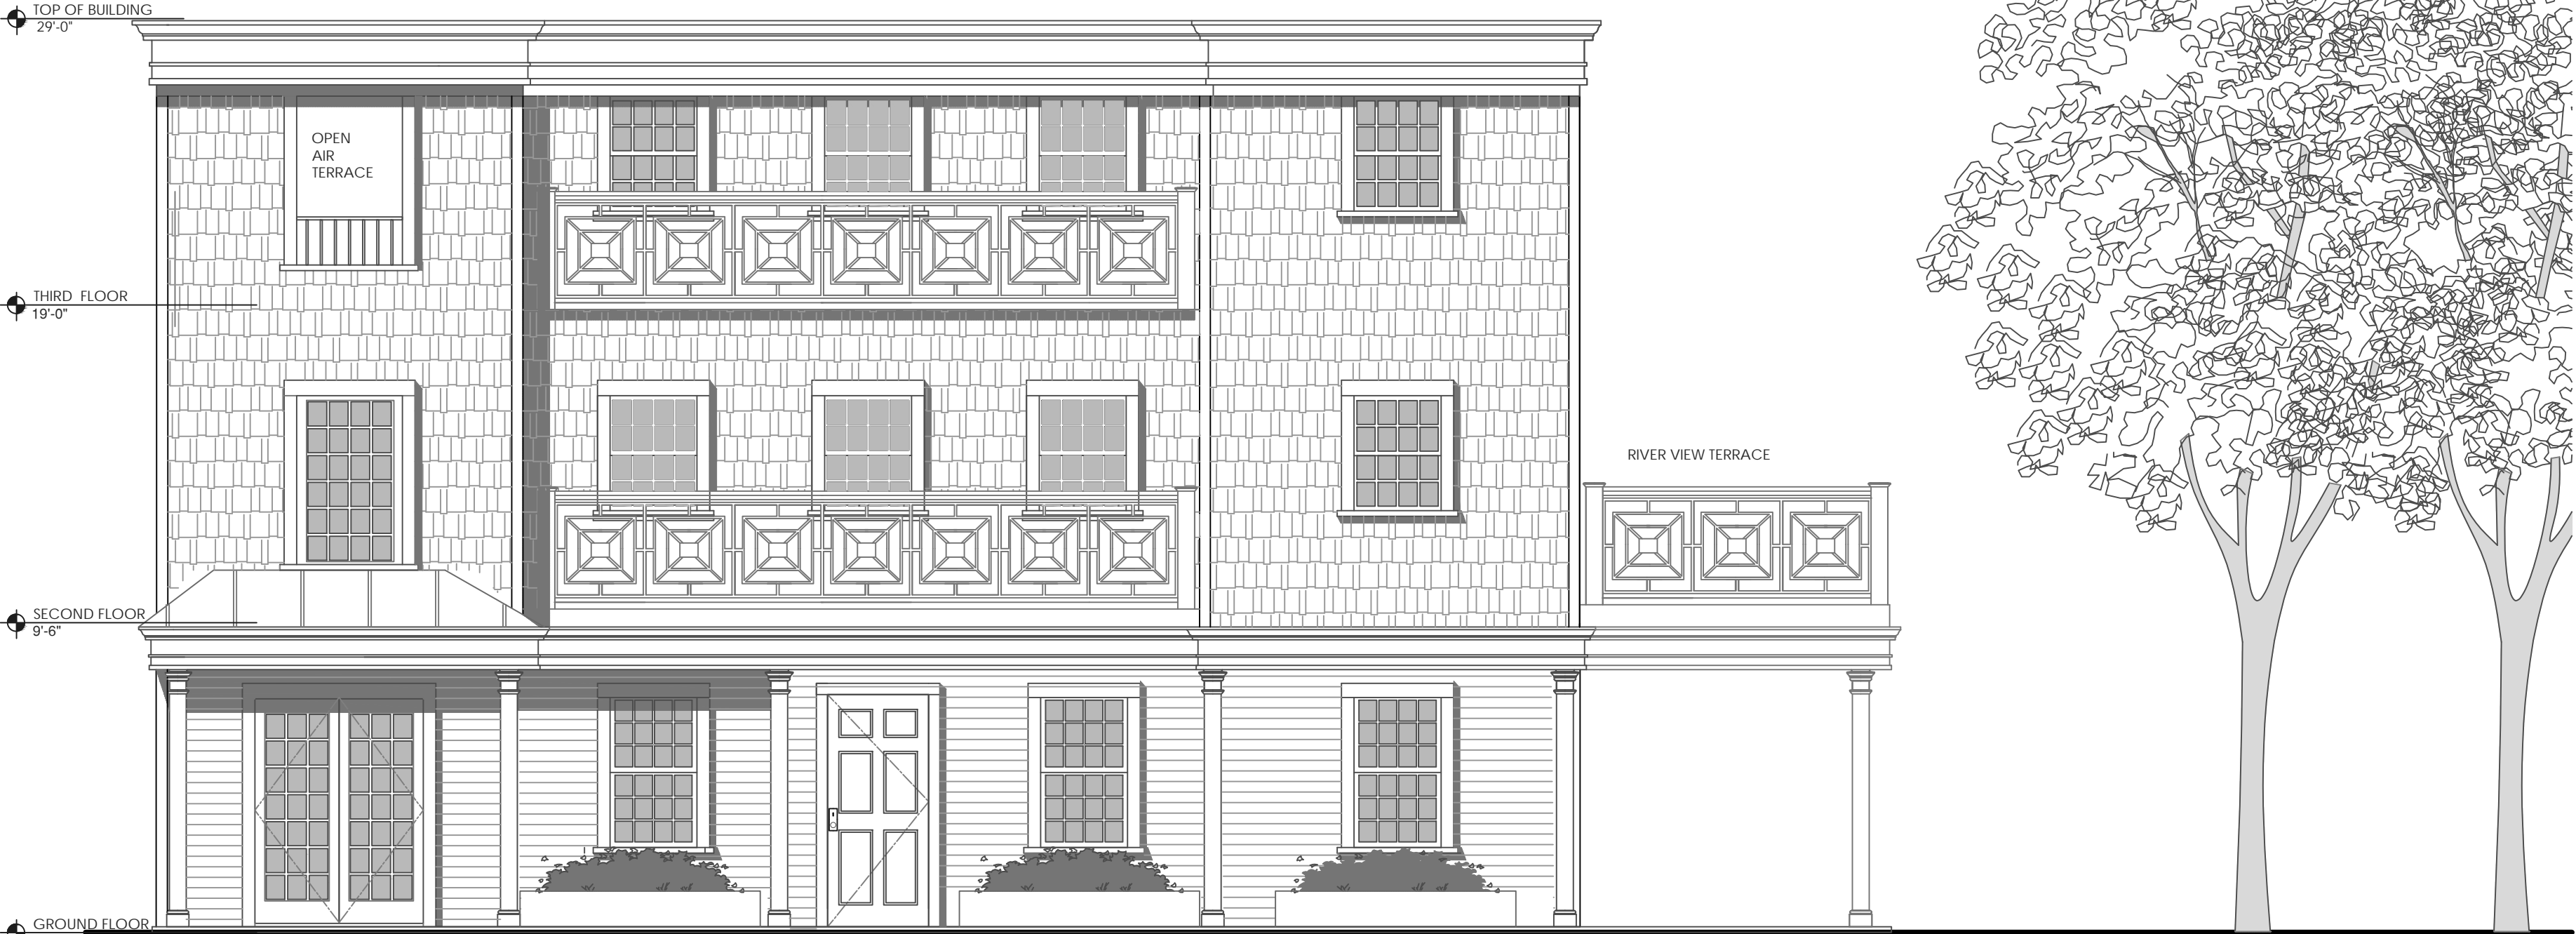 TOP OF BUILDING
29'-0"
OPEN
AIR
TERRACE
THIRD FLOOR
19'-0"
RIVER VIEW TERRACE
SECOND FLOOR
9'-6"
GROUND FLOOR